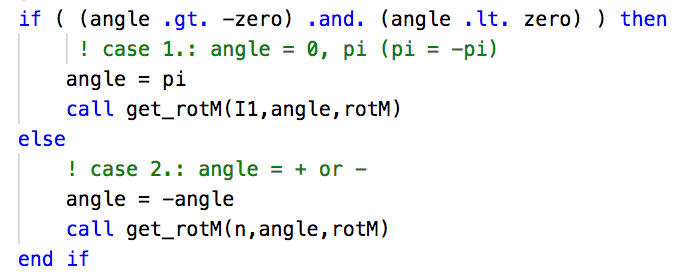 if ( (angle .gt. -zero) .and. (angle .lt. zero) ) then
! case 1.: angle = 0, pi (pi = -pi)
angle = pi
call get_rotM(I1,angle,rotM)
else
! case 2.: angle = + or -
angle = -angle
call get_rotM(n,angle,rotM)
end if